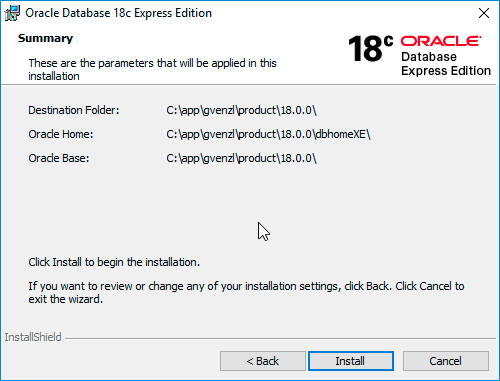 Oracle Database 18c Express Edition
Summary
These are the parameters that will be applied in this
installation
18c ORACLE®
Database
Express Edition
Destination Folder: C:\app\gvenzl\product\18.0.0\
Oracle Home: C:\app\gvenzl\product\18.0.0\dbhomeXE\
Oracle Base: C:\app\gvenzl\product\18.0.0\
Click Install to begin the installation.
If you want to review or change any of your installation settings, click Back. Click Cancel to
exit the wizard.
InstallShield
< Back Install Cancel